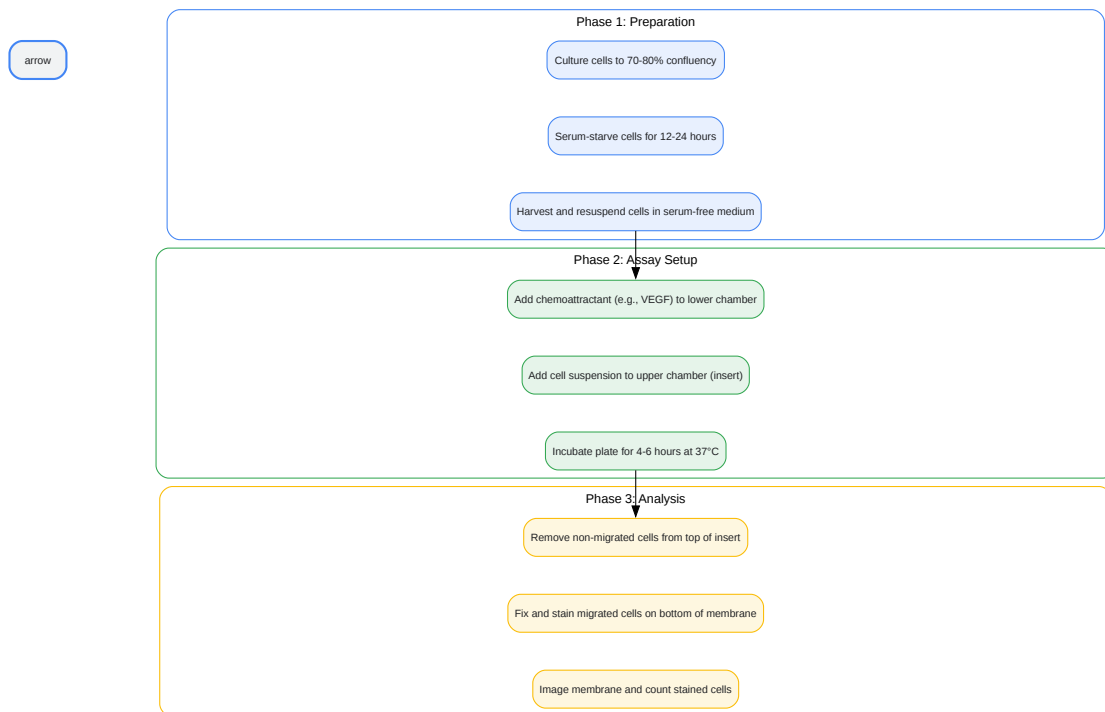 Phase 1: Preparation
arrow
Culture cells to 70-80% confluency
Serum-starve cells for 12-24 hours
Harvest and resuspend cells in serum-free medium
Phase 2: Assay Setup
Add chemoattractant (e.g., VEGF) to lower chamber
Add cell suspension to upper chamber (insert)
Incubate plate for 4-6 hours at 37°C
Phase 3: Analysis
Remove non-migrated cells from top of insert
Fix and stain migrated cells on bottom of membrane
Image membrane and count stained cells